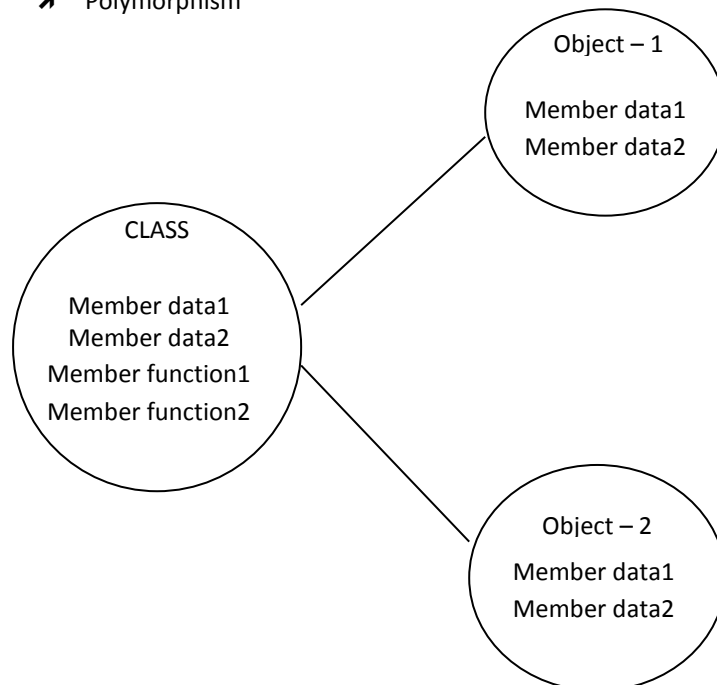 Polymorphism
Object – 1
Member data1
Member data2
CLASS
Member data1
Member data2
Member function1
Member function2
Object – 2
Member data1
Member data2